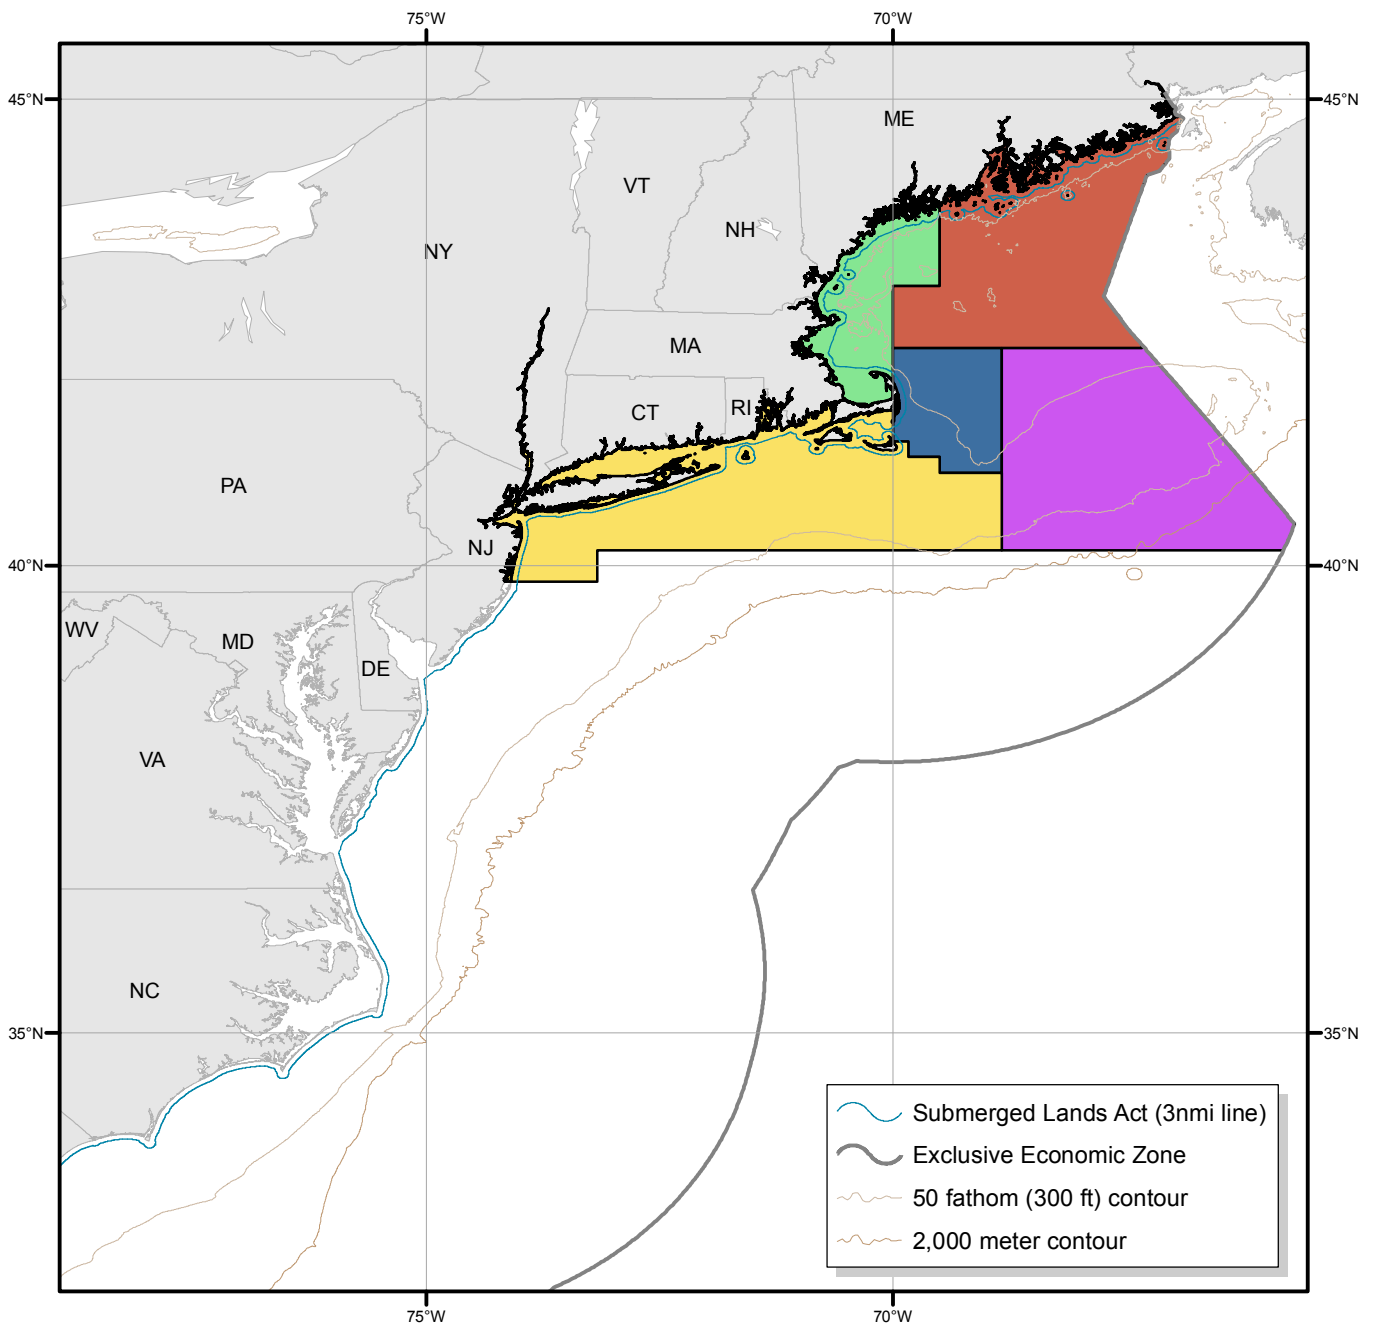 75°W 70°W
45°N 45°N
ME
VT
NH
NY
MA
CT RI
PA
NJ
40°N 40°N
WV
MD
DE
VA
NC
35°N 35°N
Submerged Lands Act (3nmi line)
Exclusive Economic Zone
50 fathom (300 ft) contour
2,000 meter contour
75°W 70°W